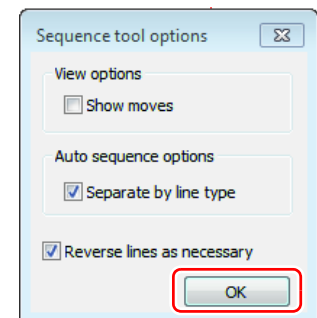 Sequence tool options
View options
Show moves
Auto sequence options
Separate by line type
Reverse lines as necessary
OK